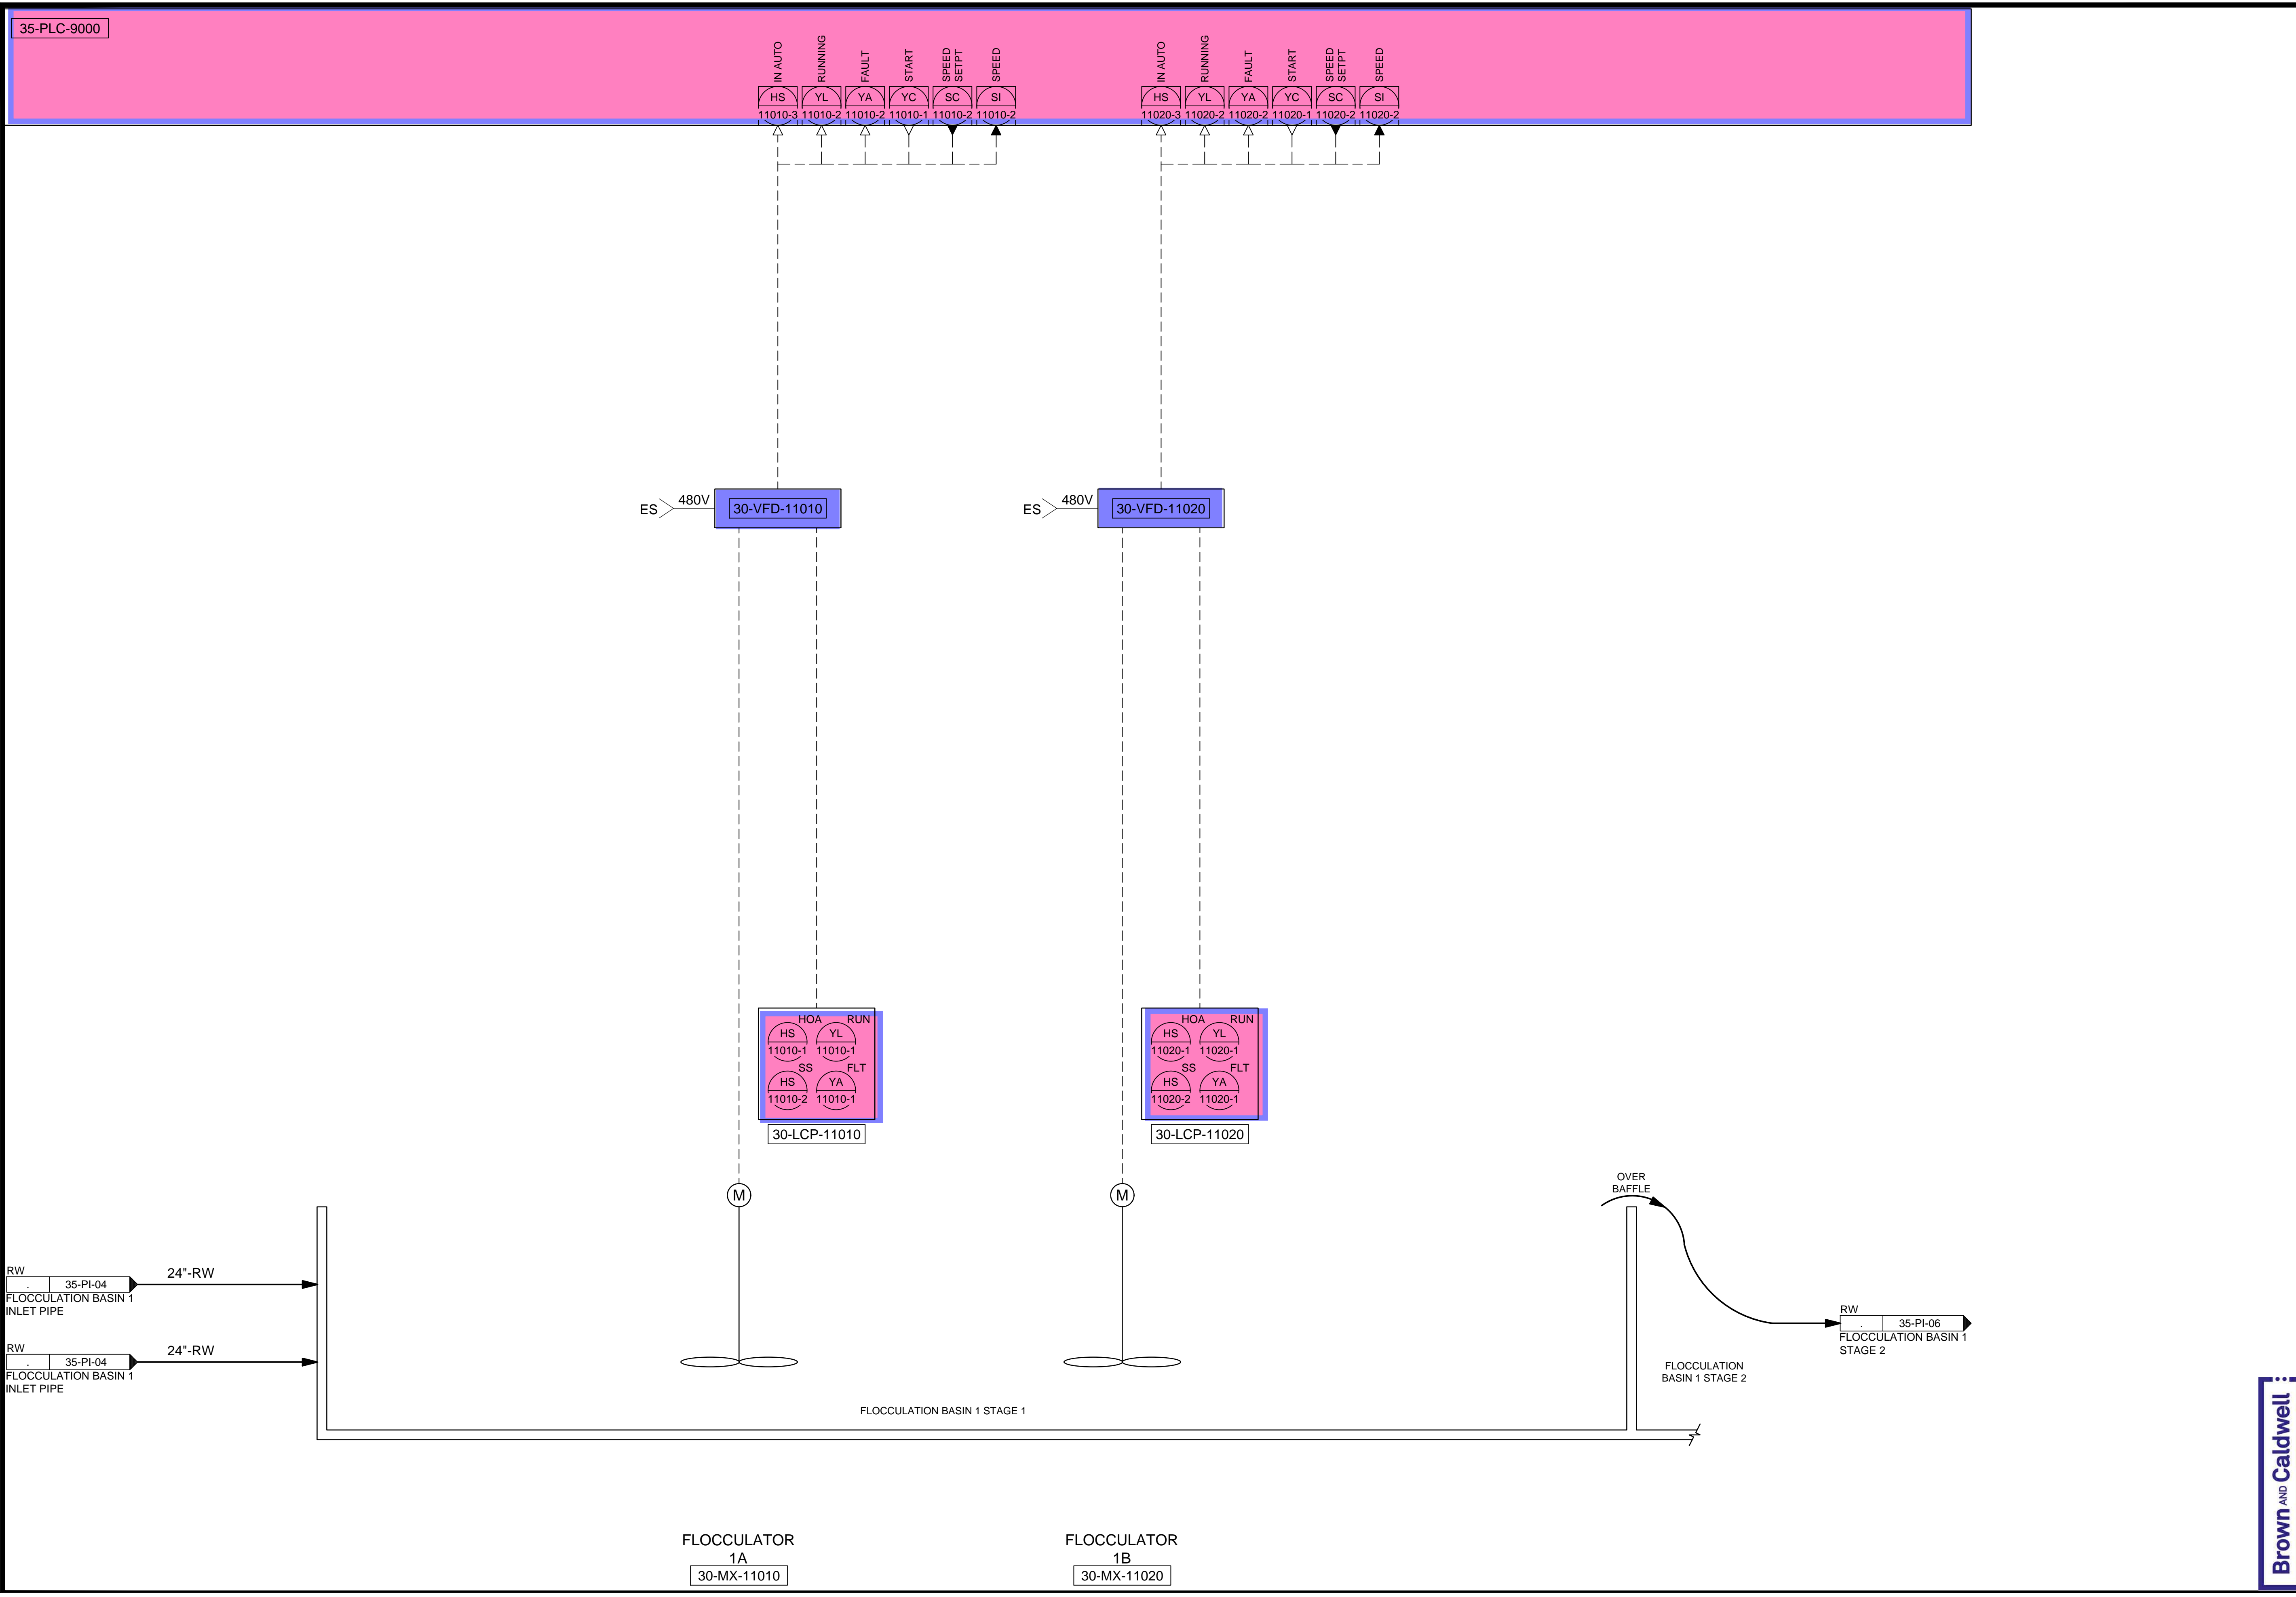 35-PLC-9000
IN AUTO
RUNNING
FAULT
START
SPEED
SETPT
SPEED
IN AUTO
RUNNING
FAULT
START
SPEED
SETPT
SPEED
HS YL YA YC SC SI
11010-3 11010-2 11010-2 11010-1 11010-2 11010-2
HS YL YA YC SC SI
11020-3 11020-2 11020-2 11020-1 11020-2 11020-2
ES 480V 30-VFD-11010
ES 480V 30-VFD-11020
HOA RUN
HS YL
11010-1 11010-1
SS FLT
HS YA
11010-2 11010-1
30-LCP-11010
HOA RUN
HS YL
11020-1 11020-1
SS FLT
HS YA
11020-2 11020-1
30-LCP-11020
M
M
OVER
BAFFLE
RW
. 35-PI-04
24"-RW
FLOCCULATION BASIN 1
INLET PIPE
RW
. 35-PI-04
24"-RW
FLOCCULATION BASIN 1
INLET PIPE
RW
. 35-PI-06
FLOCCULATION BASIN 1
STAGE 2
FLOCCULATION
BASIN 1 STAGE 2
FLOCCULATION BASIN 1 STAGE 1
FLOCCULATOR
1A
30-MX-11010
FLOCCULATOR
1B
30-MX-11020
Brown AND Caldwell